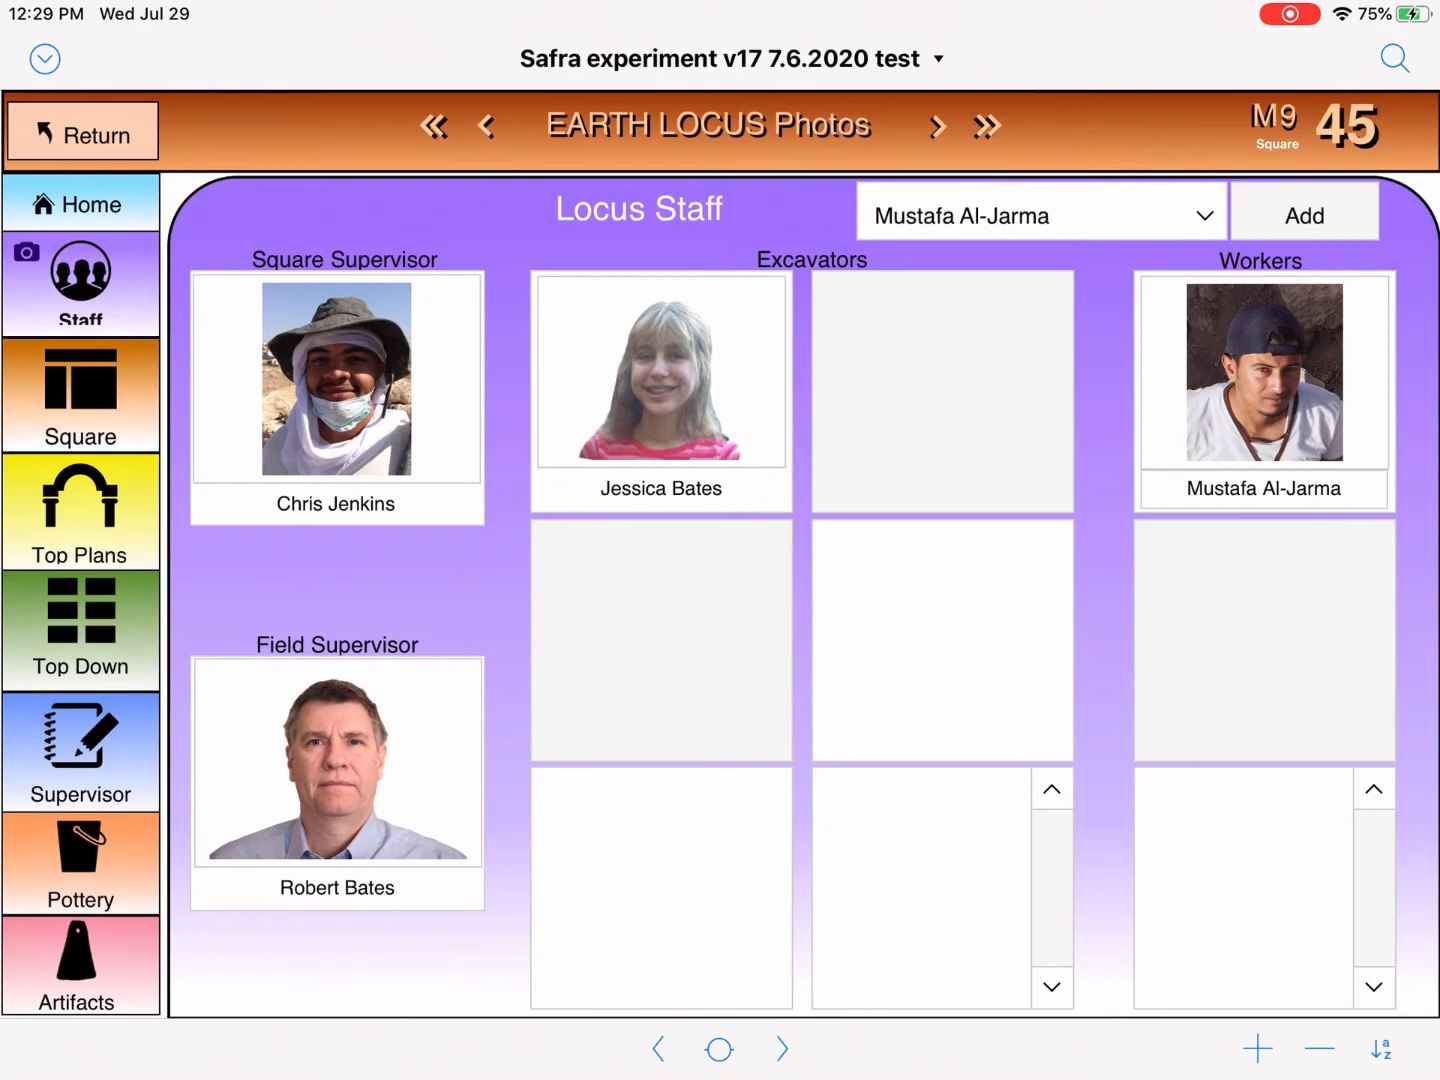 12:29 PM Wed Jul 29
75%
Safra experiment v17 7.6.2020 test
Return
EARTH LOCUS Photos
M9
Square
45
Home
Staff
Square
Top Plans
Top Down
Supervisor
Pottery
Artifacts
Locus Staff
Mustafa Al-Jarma
Add
Square Supervisor
Excavators
Workers
Chris Jenkins
Jessica Bates
Mustafa Al-Jarma
Field Supervisor
Robert Bates
a
z